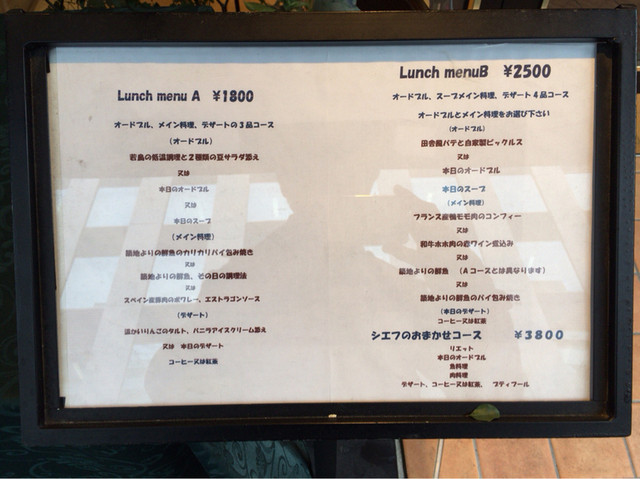 Lunch menu A ¥1800
オードブル、メイン料理、デザートの3品コース
(オードブル)
若鳥の低温調理と2種類の豆サラダ添え
又は
本日のオードブル
又は
本日のスープ
(メイン料理)
築地よりの鮮魚のカリカリパイ包み焼き
又は
築地よりの鮮魚、その日の調理法
又は
スペイン産豚肉のポワレー、エストラゴンソース
(デザート)
温かいりんごのタルト、バニラアイスクリーム添え
又は 本日のデザート
コーヒー又は紅茶
Lunch menuB ¥2500
オードブル、スープメイン料理、デザート4品コース
オードブルとメイン料理をお選び下さい
(オードブル)
田舎風パテと自家製ピックルス
又は
本日のオードブル
本日のスープ
(メイン料理)
フランス産鴨モモ肉のコンフィー
又は
和牛ホホ肉の赤ワイン煮込み
又は
築地よりの鮮魚 (Aコースとは異なります)
又は
築地よりの鮮魚のパイ包み焼き
(本日のデザート)
コーヒー又は紅茶
シエフのおまかせコース ¥3800
リエット
本日のオードブル
魚料理
肉料理
デザート、コーヒー又は紅茶、 プティフール